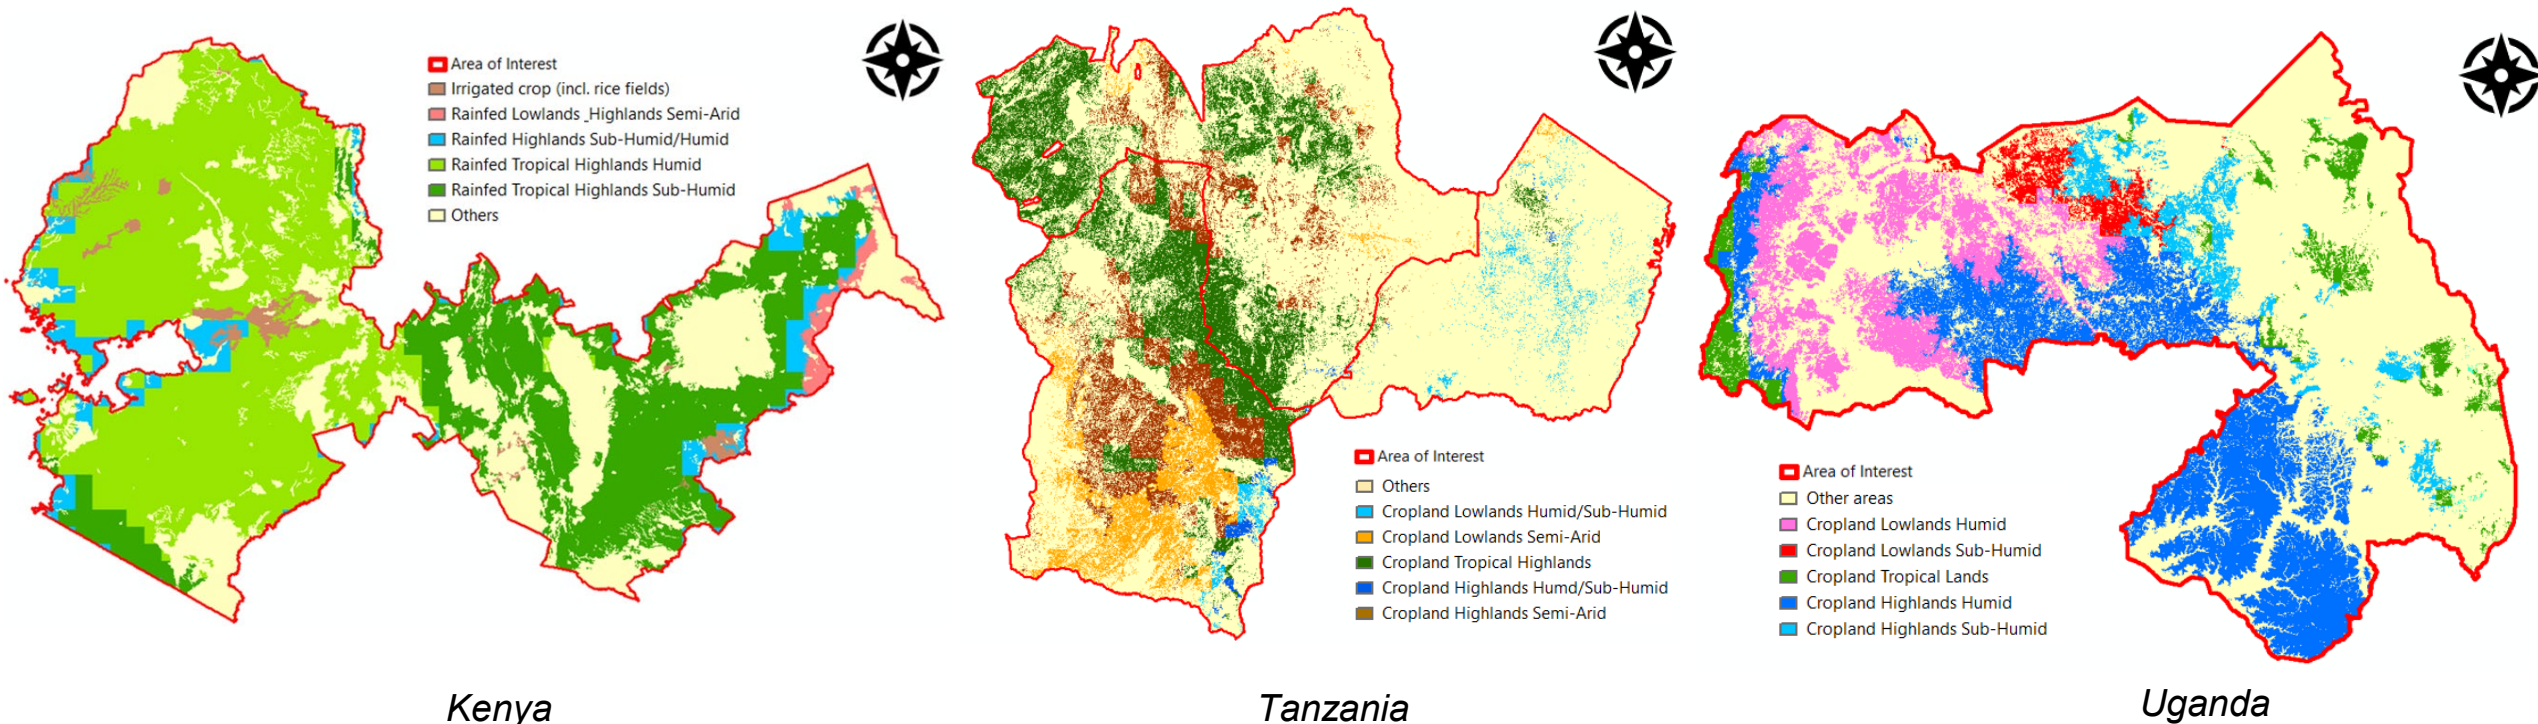 Area of Interest
Irrigated crop (incl. rice fields)
Rainfed Lowlands _Highlands Semi-Arid
Rainfed Highlands Sub-Humid/Humid
Rainfed Tropical Highlands Humid
Rainfed Tropical Highlands Sub-Humid
Others
Kenya
Area of Interest
Others
Cropland Lowlands Humid/Sub-Humid
Cropland Lowlands Semi-Arid
Cropland Tropical Highlands
Cropland Highlands Humd/Sub-Humid
Cropland Highlands Semi-Arid
Tanzania
Area of Interest
Other areas
Cropland Lowlands Humid
Cropland Lowlands Sub-Humid
Cropland Tropical Lands
Cropland Highlands Humid
Cropland Highlands Sub-Humid
Uganda